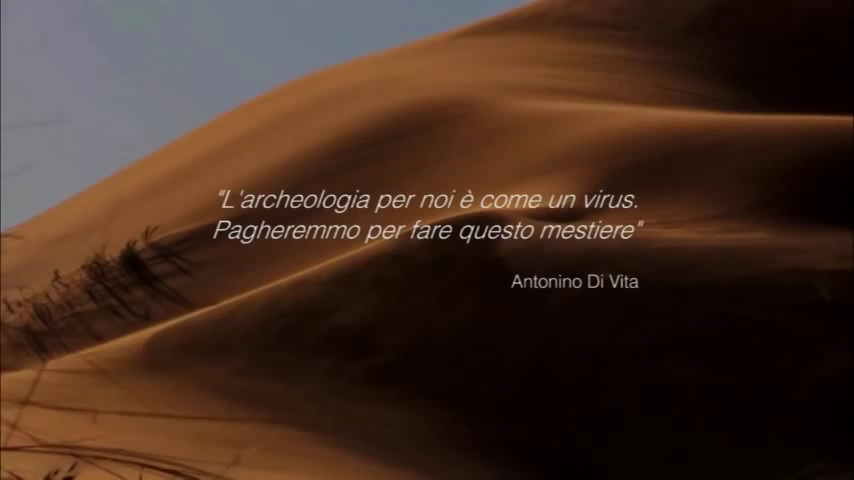 "L'archeologia per noi è come un virus.
Pagheremmo per fare questo mestiere"
Antonino Di Vita